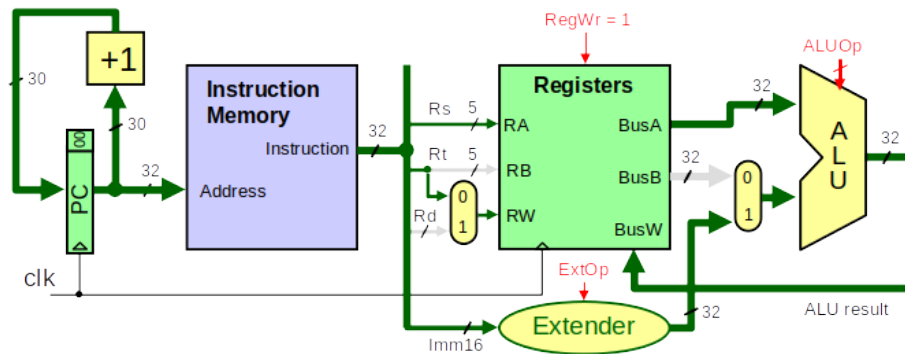 RegWr = 1
+1
30
30
Instruction
Memory
Instruction
Address
32
32
PC
00
clk
Rs
5
Rt
5
Rd
0
1
Registers
RA
RB
RW
BusA
BusB
BusW
32
32
0
1
ALUOp
A
L
U
32
ExtOp
Extender
Imm16
32
ALU result